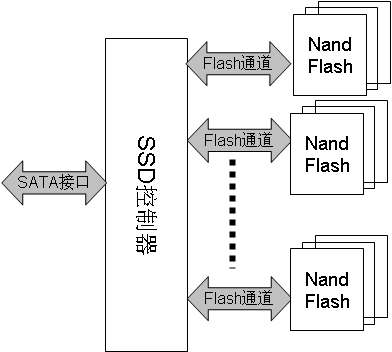 Flash通道
Nand
Flash
Flash通道
Nand
Flash
SATA接口
SSD控制器
Flash通道
Nand
Flash